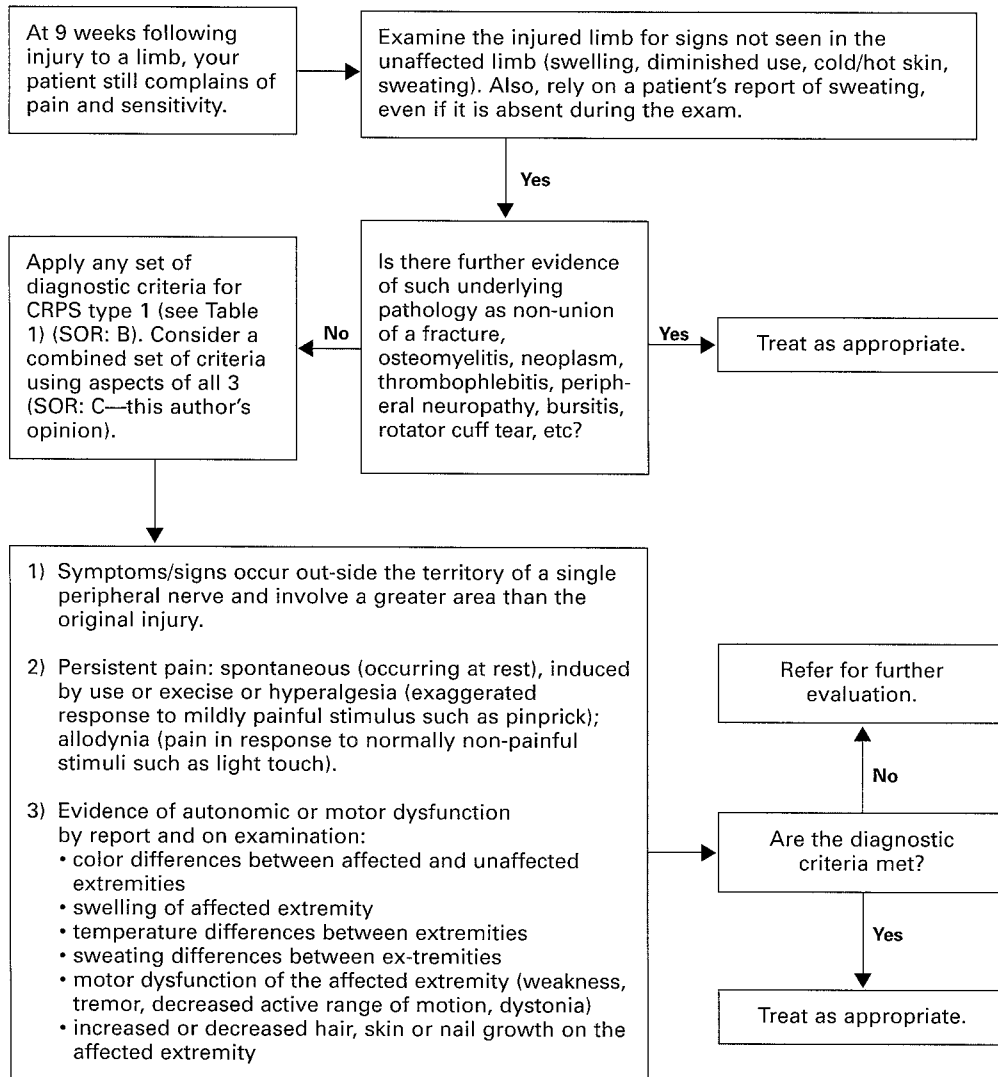 At 9 weeks following
injury to a limb, your
patient still complains of
pain and sensitivity.
Examine the injured limb for signs not seen in the
unaffected limb (swelling, diminished use, cold/hot skin,
sweating). Also, rely on a patient's report of sweating,
even if it is absent during the exam.
Yes
Apply any set of
diagnostic criteria for
CRPS type 1 (see Table
1) (SOR: B). Consider a
combined set of criteria
using aspects of all 3
(SOR: C—this author's
opinion).
No
Is there further evidence
of such underlying
pathology as non-union
of a fracture,
osteomyelitis, neoplasm,
thrombophlebitis, periph-
eral neuropathy, bursitis,
rotator cuff tear, etc?
Yes
Treat as appropriate.
1) Symptoms/signs occur out-side the territory of a single
peripheral nerve and involve a greater area than the
original injury.
2) Persistent pain: spontaneous (occurring at rest), induced
by use or execise or hyperalgesia (exaggerated
response to mildly painful stimulus such as pinprick);
allodynia (pain in response to normally non-painful
stimuli such as light touch).
3) Evidence of autonomic or motor dysfunction
by report and on examination:
• color differences between affected and unaffected
extremities
• swelling of affected extremity
• temperature differences between extremities
• sweating differences between ex-tremities
• motor dysfunction of the affected extremity (weakness,
tremor, decreased active range of motion, dystonia)
• increased or decreased hair, skin or nail growth on the
affected extremity
Refer for further
evaluation.
No
Are the diagnostic
criteria met?
Yes
Treat as appropriate.